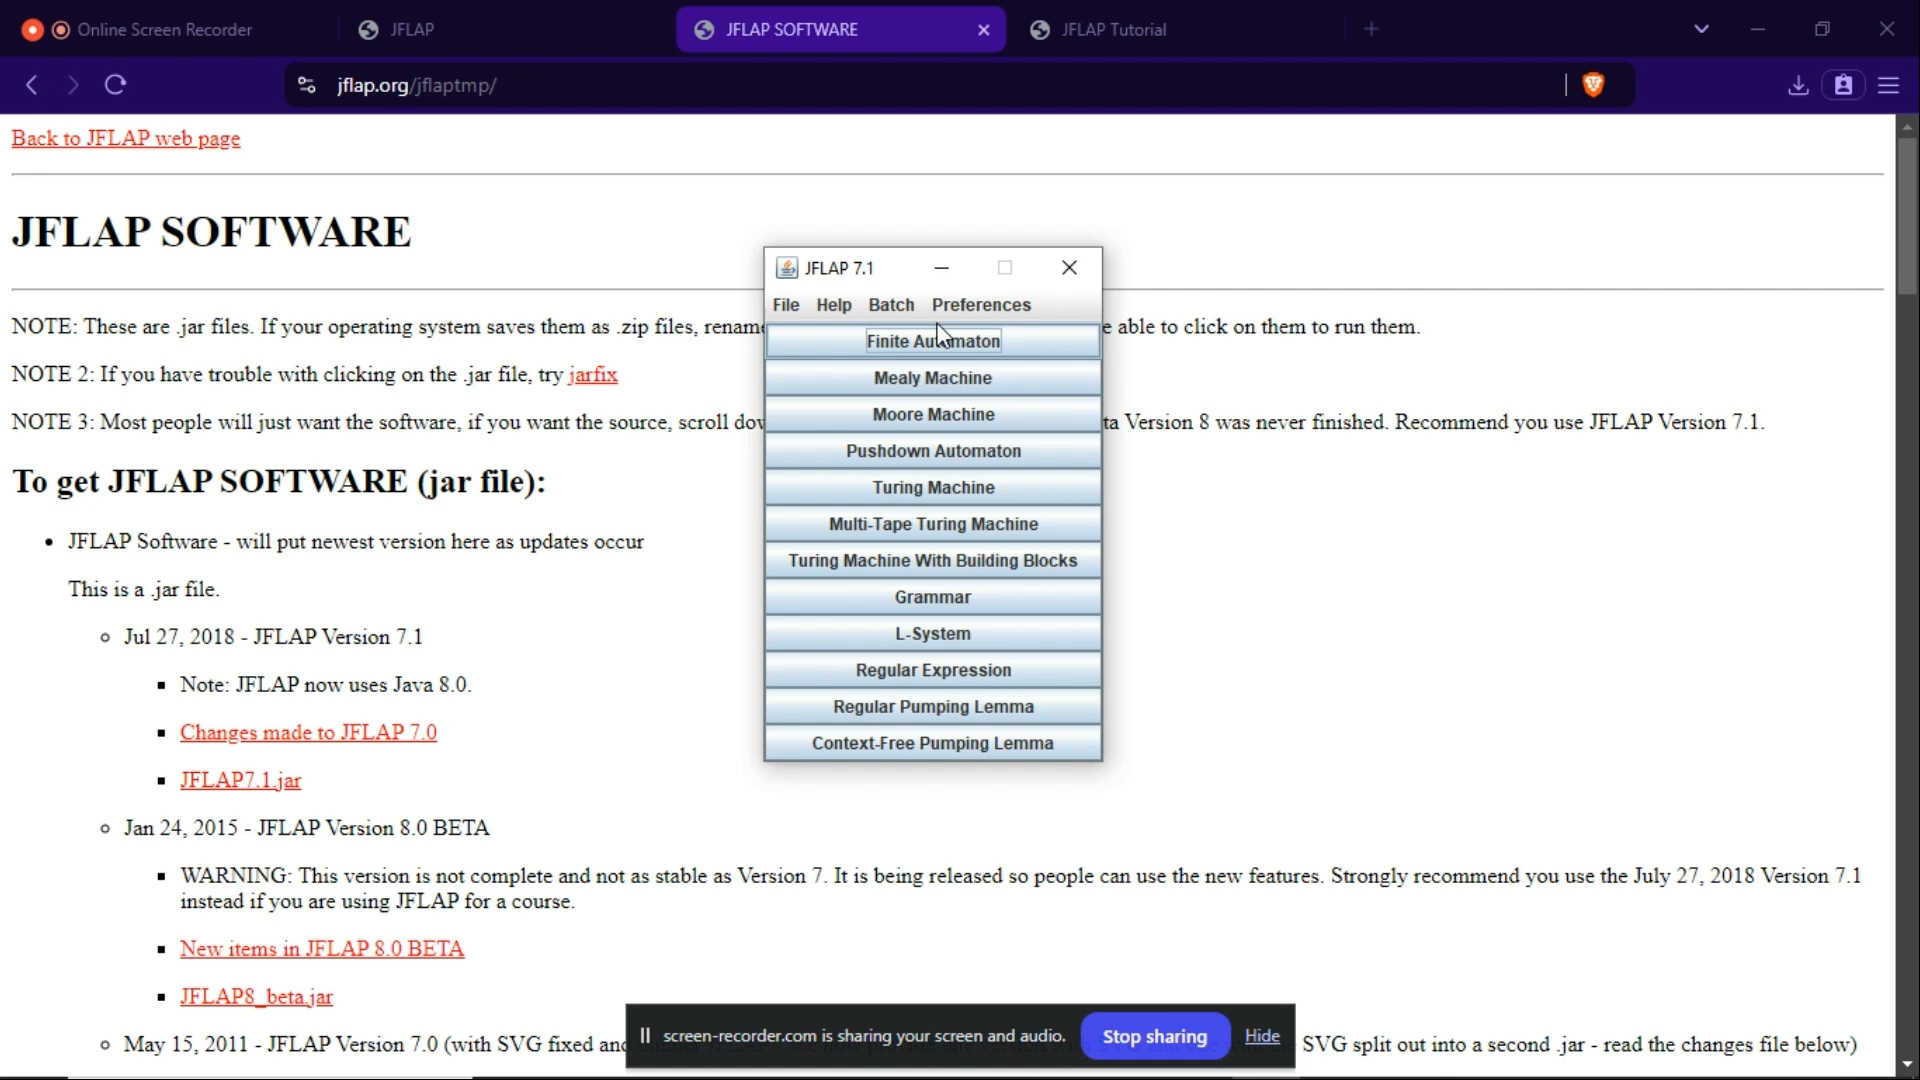 Online Screen Recorder
JFLAP
JFLAP SOFTWARE
JFLAP Tutorial
jflap.org/jflaptmp/
Back to JFLAP web page
JFLAP SOFTWARE
NOTE: These are .jar files. If your operating system saves them as .zip files, rename able to click on them to run them.
NOTE 2: If you have trouble with clicking on the .jar file, try jarfix
NOTE 3: Most people will just want the software, if you want the source, scroll Version 8 was never finished. Recommend you use JFLAP Version 7.1.
To get JFLAP SOFTWARE (jar file):
• JFLAP Software - will put newest version here as updates occur
This is a .jar file.
Jul 27, 2018 - JFLAP Version 7.1
Note: JFLAP now uses Java 8.0.
Changes made to JFLAP 7.0
JFLAP7.1.jar
Jan 24, 2015 - JFLAP Version 8.0 BETA
WARNING: This version is not complete and not as stable as Version 7. It is being released so people can use the new features. Strongly recommend you use the July 27, 2018 Version 7.1
instead if you are using JFLAP for a course.
New items in JFLAP 8.0 BETA
JFLAP8_beta.jar
May 15, 2011 - JFLAP Version 7.0 (with SVG fixed and SVG split out into a second .jar - read the changes file below)
JFLAP 7.1
File Help Batch Preferences
Finite Automaton
Mealy Machine
Moore Machine
Pushdown Automaton
Turing Machine
Multi-Tape Turing Machine
Turing Machine With Building Blocks
Grammar
L-System
Regular Expression
Regular Pumping Lemma
Context-Free Pumping Lemma
screen-recorder.com is sharing your screen and audio.
Stop sharing
Hide